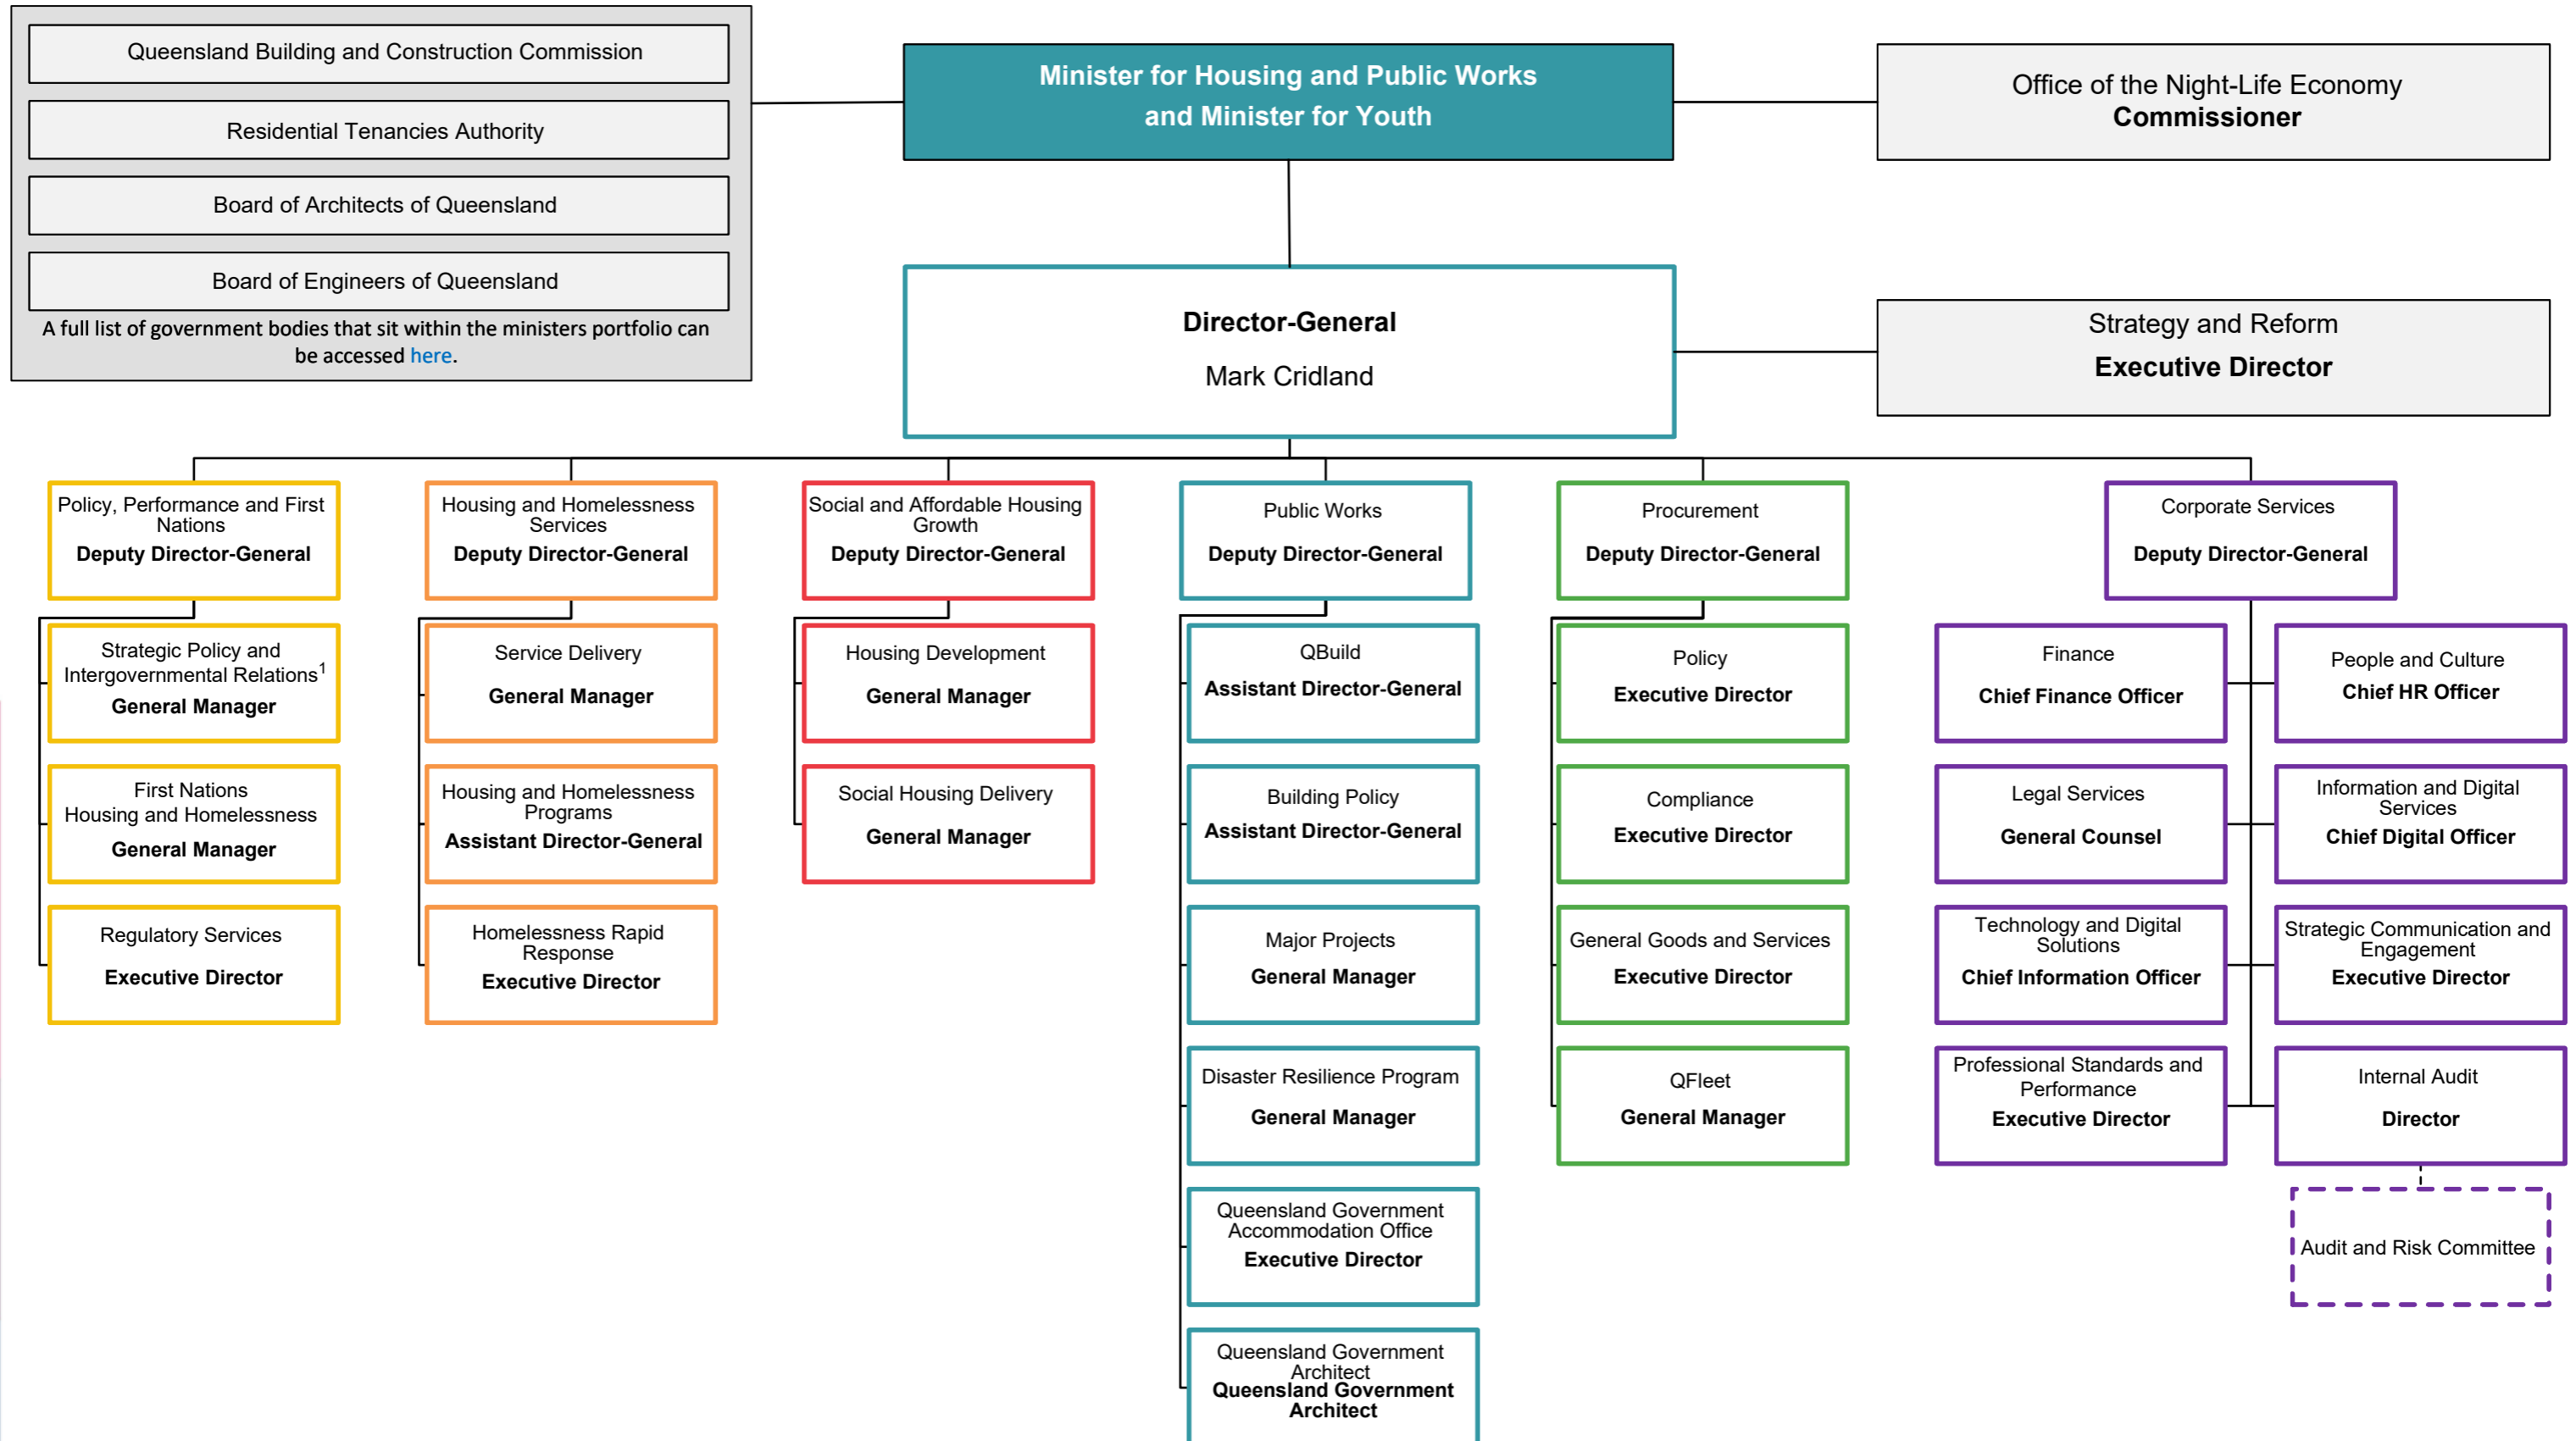 Queensland Building and Construction Commission
Residential Tenancies Authority
Board of Architects of Queensland
Board of Engineers of Queensland
A full list of government bodies that sit within the ministers portfolio can
be accessed here.
Minister for Housing and Public Works
and Minister for Youth
Office of the Night-Life Economy
Commissioner
Director-General
Mark Cridland
Strategy and Reform
Executive Director
Policy, Performance and First
Nations
Deputy Director-General
Strategic Policy and
Intergovernmental Relations1
General Manager
First Nations
Housing and Homelessness
General Manager
Regulatory Services
Executive Director
Housing and Homelessness
Services
Deputy Director-General
Service Delivery
General Manager
Housing and Homelessness
Programs
Assistant Director-General
Homelessness Rapid
Response
Executive Director
Social and Affordable Housing
Growth
Deputy Director-General
Housing Development
General Manager
Social Housing Delivery
General Manager
Public Works
Deputy Director-General
QBuild
Assistant Director-General
Building Policy
Assistant Director-General
Major Projects
General Manager
Disaster Resilience Program
General Manager
Queensland Government
Accommodation Office
Executive Director
Queensland Government
Architect
Queensland Government
Architect
Procurement
Deputy Director-General
Policy
Executive Director
Compliance
Executive Director
General Goods and Services
Executive Director
QFleet
General Manager
Corporate Services
Deputy Director-General
Finance
Chief Finance Officer
People and Culture
Chief HR Officer
Legal Services
General Counsel
Information and Digital
Services
Chief Digital Officer
Technology and Digital
Solutions
Chief Information Officer
Strategic Communication and
Engagement
Executive Director
Professional Standards and
Performance
Executive Director
Internal Audit
Director
Audit and Risk Committee